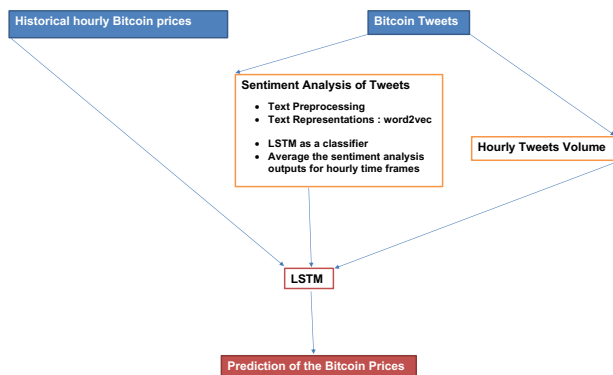 Historical hourly Bitcoin prices
Bitcoin Tweets
Sentiment Analysis of Tweets
• Text Preprocessing
• Text Representations : word2vec
• LSTM as a classifier
• Average the sentiment analysis
outputs for hourly time frames
Hourly Tweets Volume
LSTM
Prediction of the Bitcoin Prices